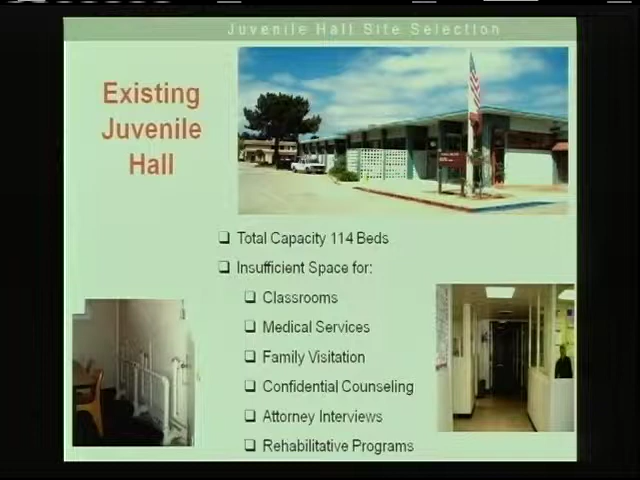 Juvenile Hall Site Selection
Existing
Juvenile
Hall
Total Capacity 114 Beds
Insufficient Space for:
Classrooms
Medical Services
Family Visitation
Confidential Counseling
Attorney Interviews
Rehabilitative Programs